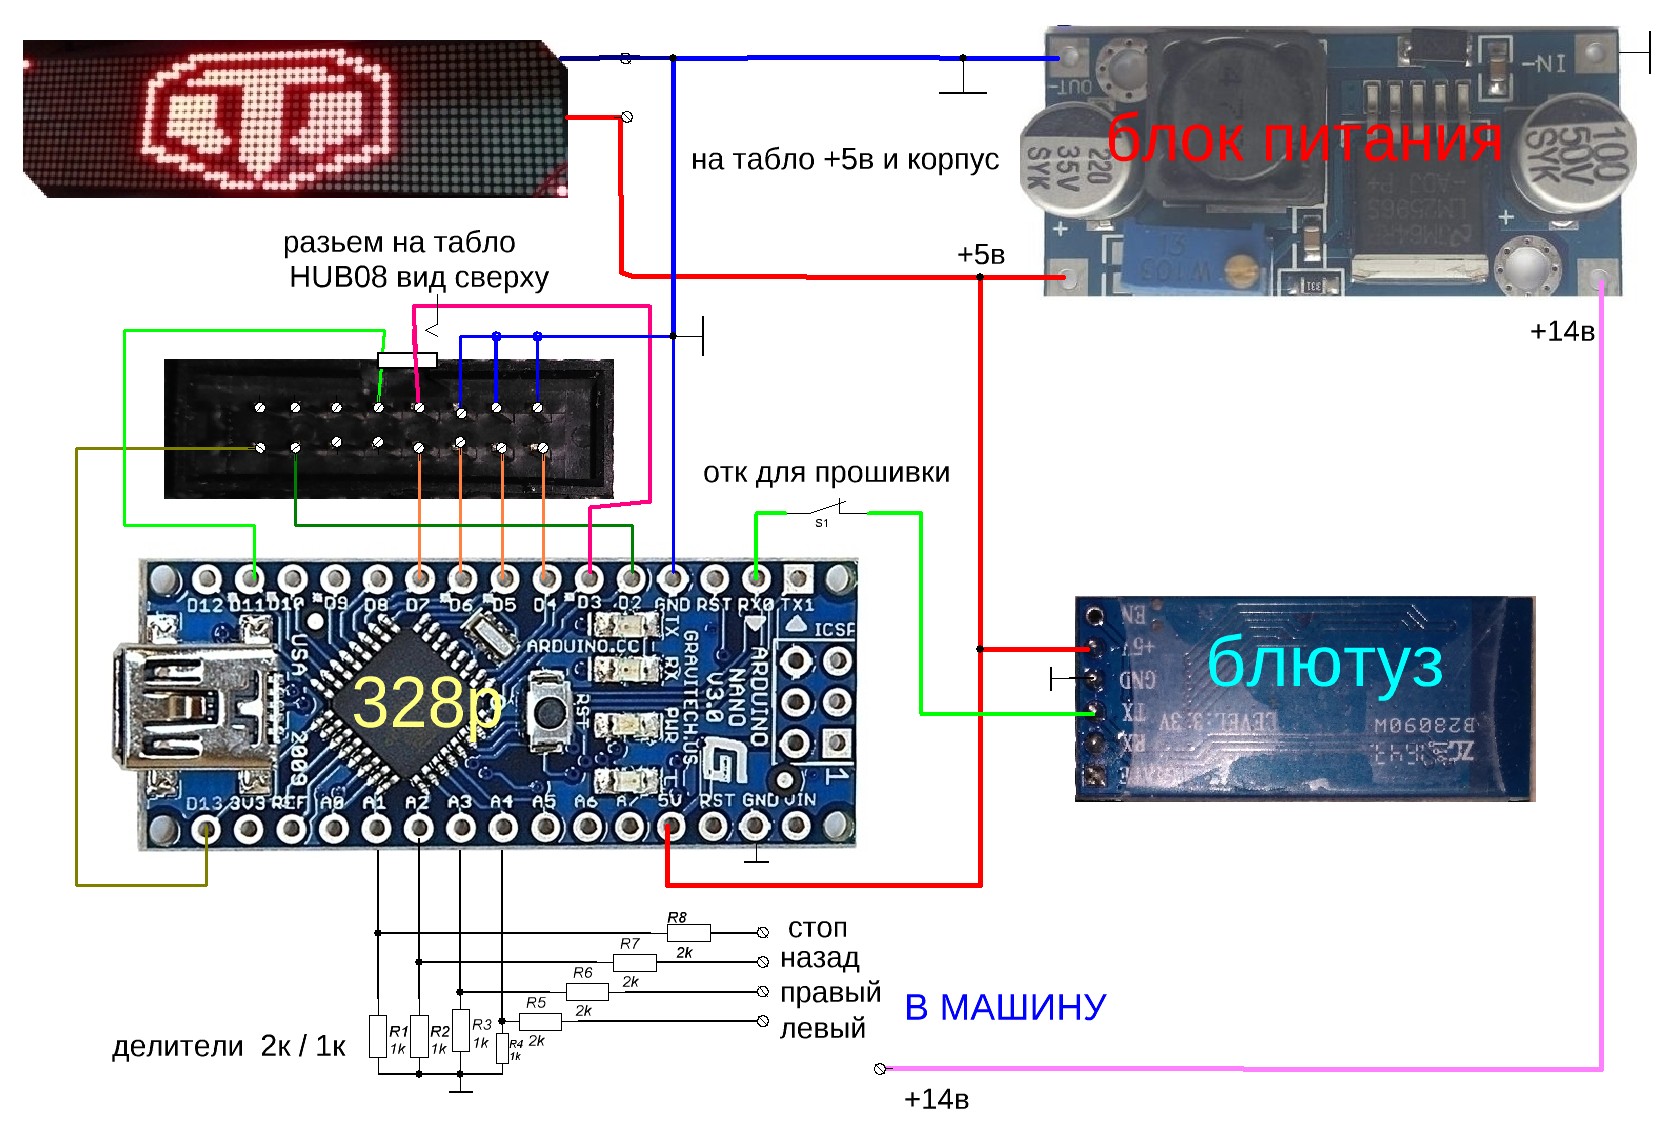 OUT-
IN-
блок питания
220
35V
SYK
100
50V
SYK
LM2596S
-ADJ P+
W103
331
+
+
на табло +5в и корпус
+5в
разьем на табло
HUB08 вид сверху
+14в
отк для прошивки
S1
D12 D11 D10 D9 D8 D7 D6 D5 D4 D3 D2 GND RST RX0 TX1
ICSP
USA
2009
328p
ARDUINO.CC
RST
TX
RX
PWR
L
GRAVITECH.US
ARDUINO
NANO
V3.0
1
D13 3V3 REF A0 A1 A2 A3 A4 A5 A6 A7 5V RST GND VIN
EN
+5V
GND
TX
RX
LEVEL:3.3V
B28090W
ZC
блютуз
R8
стоп
R7
2k
назад
R6
2k
правый
R5
2k
левый
2k
В МАШИНУ
делители 2к / 1к
R1
1k
R2
1k
R3
1k
R4
1k
+14в